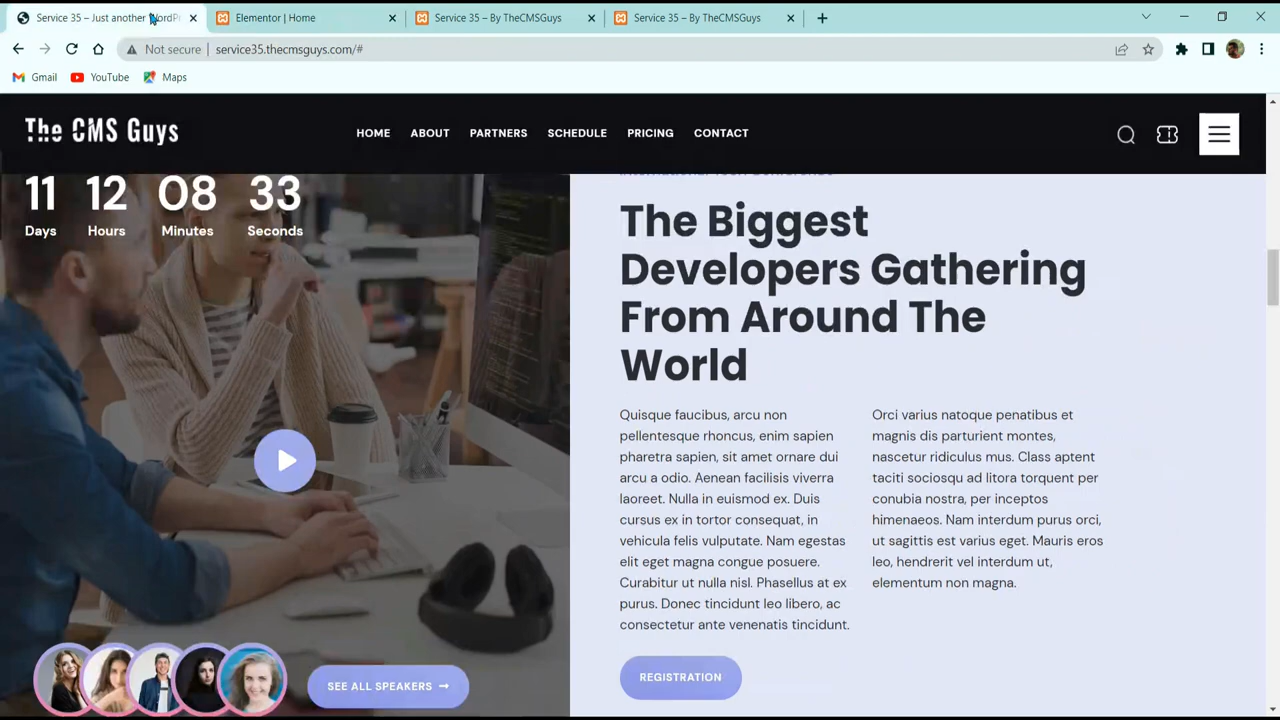 Service 35 – Just another WordPr
Elementor | Home
Service 35 – By TheCMSGuys
Service 35 – By TheCMSGuys
Not secure
service35.thecmsguys.com/#
Gmail
YouTube
Maps
The CMS Guys
HOME
ABOUT
PARTNERS
SCHEDULE
PRICING
CONTACT
11
12
08
33
Days
Hours
Minutes
Seconds
The Biggest
Developers Gathering
From Around The
World
Quisque faucibus, arcu non
pellentesque rhoncus, enim sapien
pharetra sapien, sit amet ornare dui
arcu a odio. Aenean facilisis viverra
laoreet. Nulla in euismod ex. Duis
cursus ex in tortor consequat, in
vehicula felis vulputate. Nam egestas
elit eget magna congue posuere.
Curabitur ut nulla nisl. Phasellus at ex
purus. Donec tincidunt leo libero, ac
consectetur ante venenatis tincidunt.
Orci varius natoque penatibus et
magnis dis parturient montes,
nascetur ridiculus mus. Class aptent
taciti sociosqu ad litora torquent per
conubia nostra, per inceptos
himenaeos. Nam interdum purus orci,
ut sagittis est varius eget. Mauris eros
leo, hendrerit vel interdum ut,
elementum non magna.
SEE ALL SPEAKERS
REGISTRATION